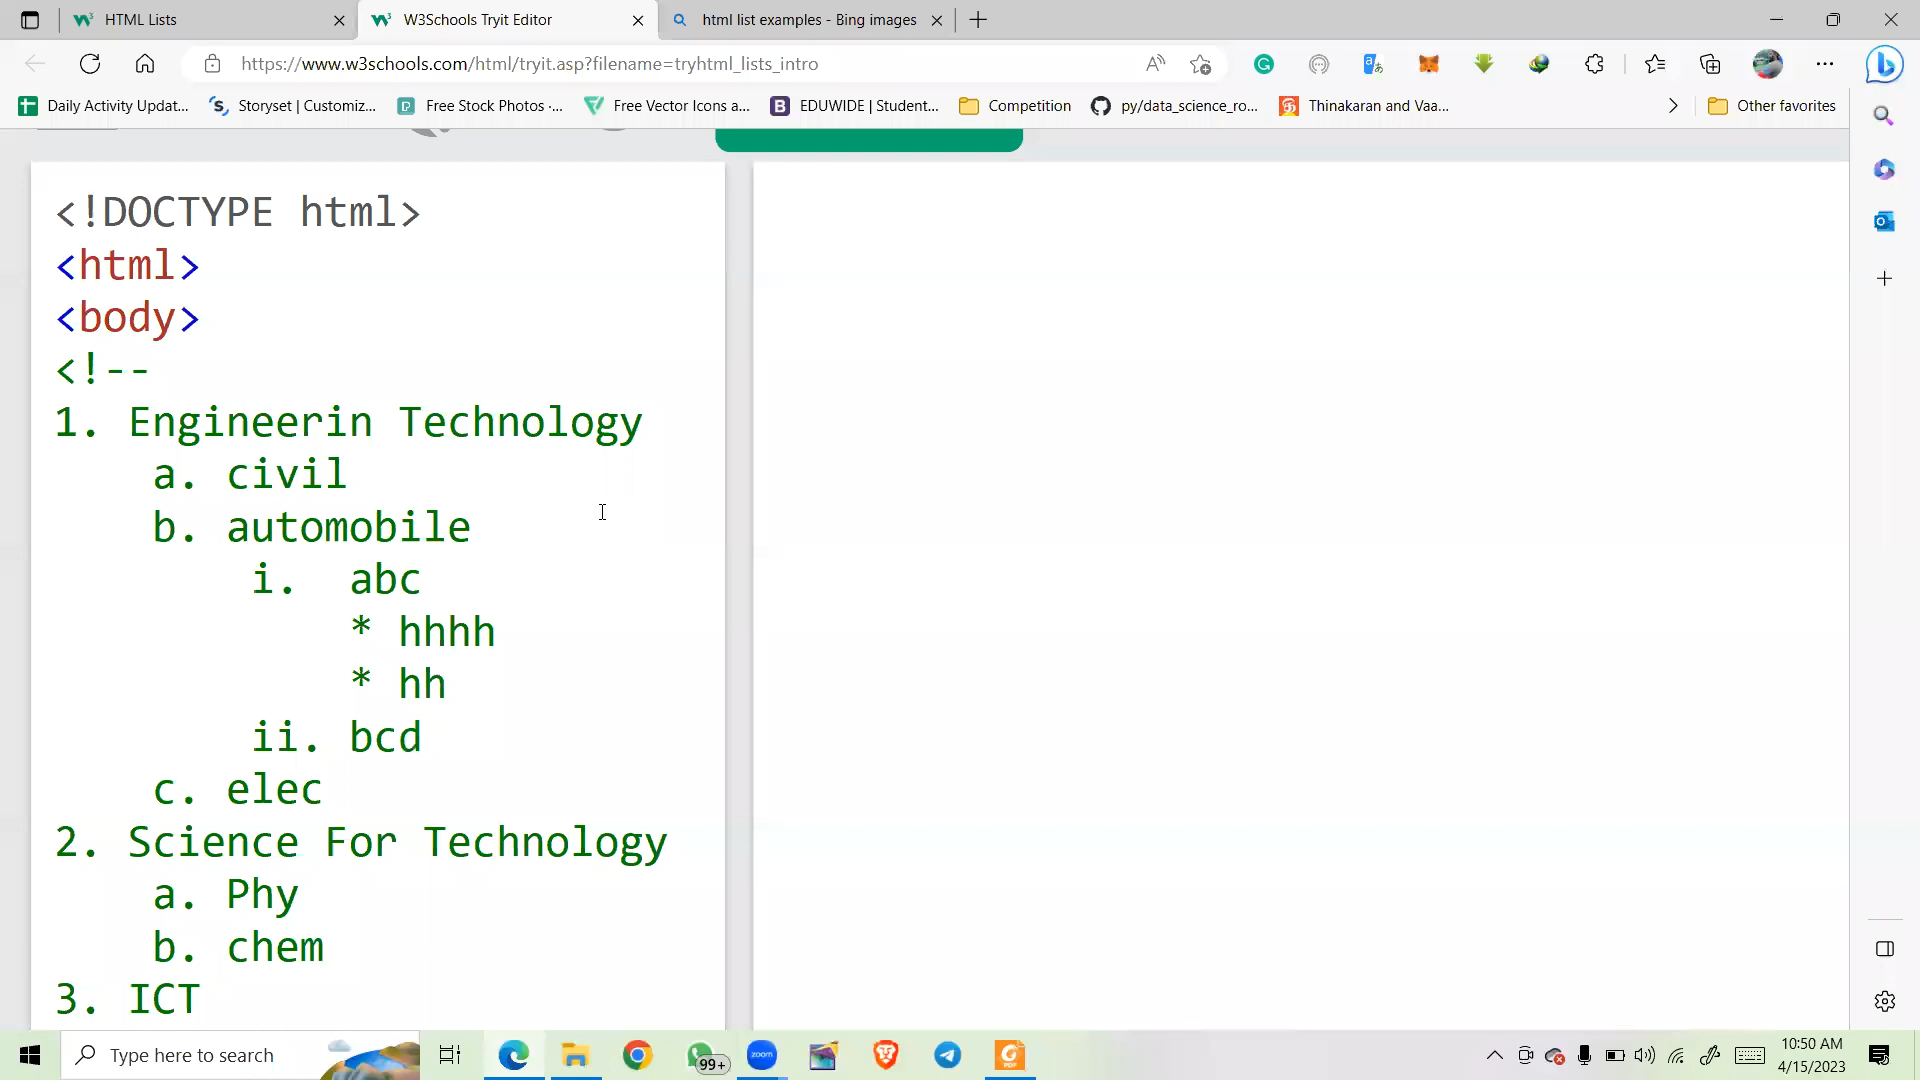 HTML Lists
W3Schools Tryit Editor
html list examples - Bing images
https://www.w3schools.com/html/tryit.asp?filename=tryhtml_lists_intro
Daily Activity Updat...
Storyset | Customiz...
Free Stock Photos ·...
Free Vector Icons a...
EDUWIDE | Student...
Competition
py/data_science_ro...
Thinakaran and Vaa...
Other favorites
<!DOCTYPE html>
<html>
<body>
<!--
1. Engineerin Technology
a. civil
b. automobile
i. abc
* hhhh
* hh
ii. bcd
c. elec
2. Science For Technology
a. Phy
b. chem
3. ICT
Type here to search
99+
zoom
10:50 AM
4/15/2023